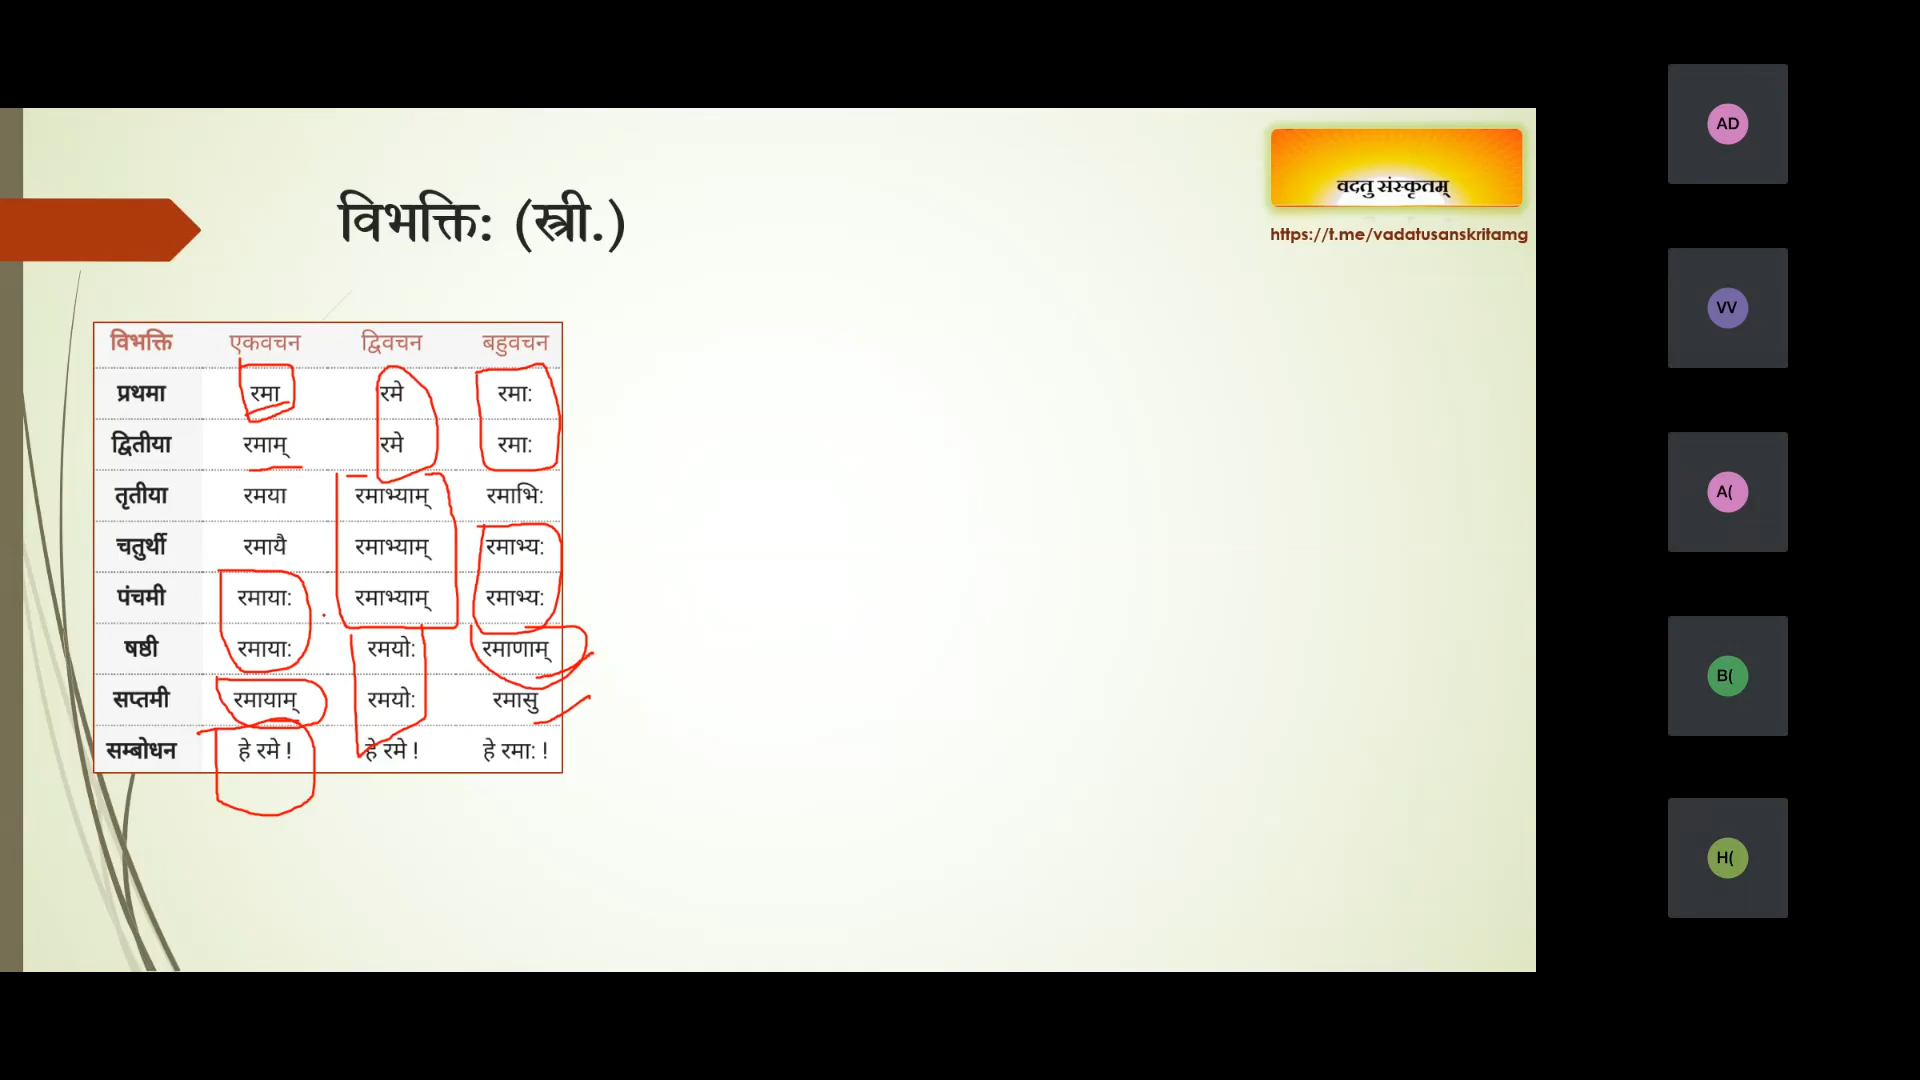 वदतु संस्कृतम्
https://t.me/vadatusanskritamg
विभक्ति: (स्त्री.)
विभक्ति एकवचन द्विवचन बहुवचन
प्रथमा रमा रमे रमा:
द्वितीया रमाम् रमे रमा:
तृतीया रमया रमाभ्याम् रमाभि:
चतुर्थी रमायै रमाभ्याम् रमाभ्य:
पंचमी रमाया: रमाभ्याम् रमाभ्य:
षष्ठी रमाया: रमयो: रमाणाम्
सप्तमी रमायाम् रमयो: रमासु
सम्बोधन हे रमे ! हे रमे ! हे रमा: !
AD
VV
A(
B(
H(